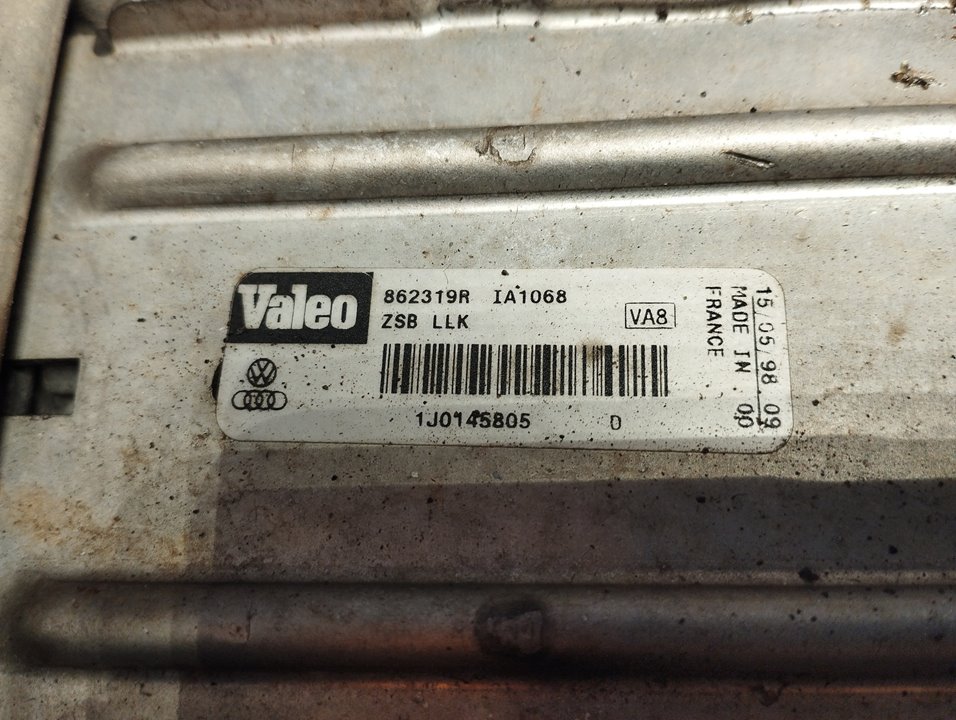 Valeo
862319R IA1068
ZSB LLK
VA8
1J0145805 D
15/05/98 09
MADE IN 00
FRANCE